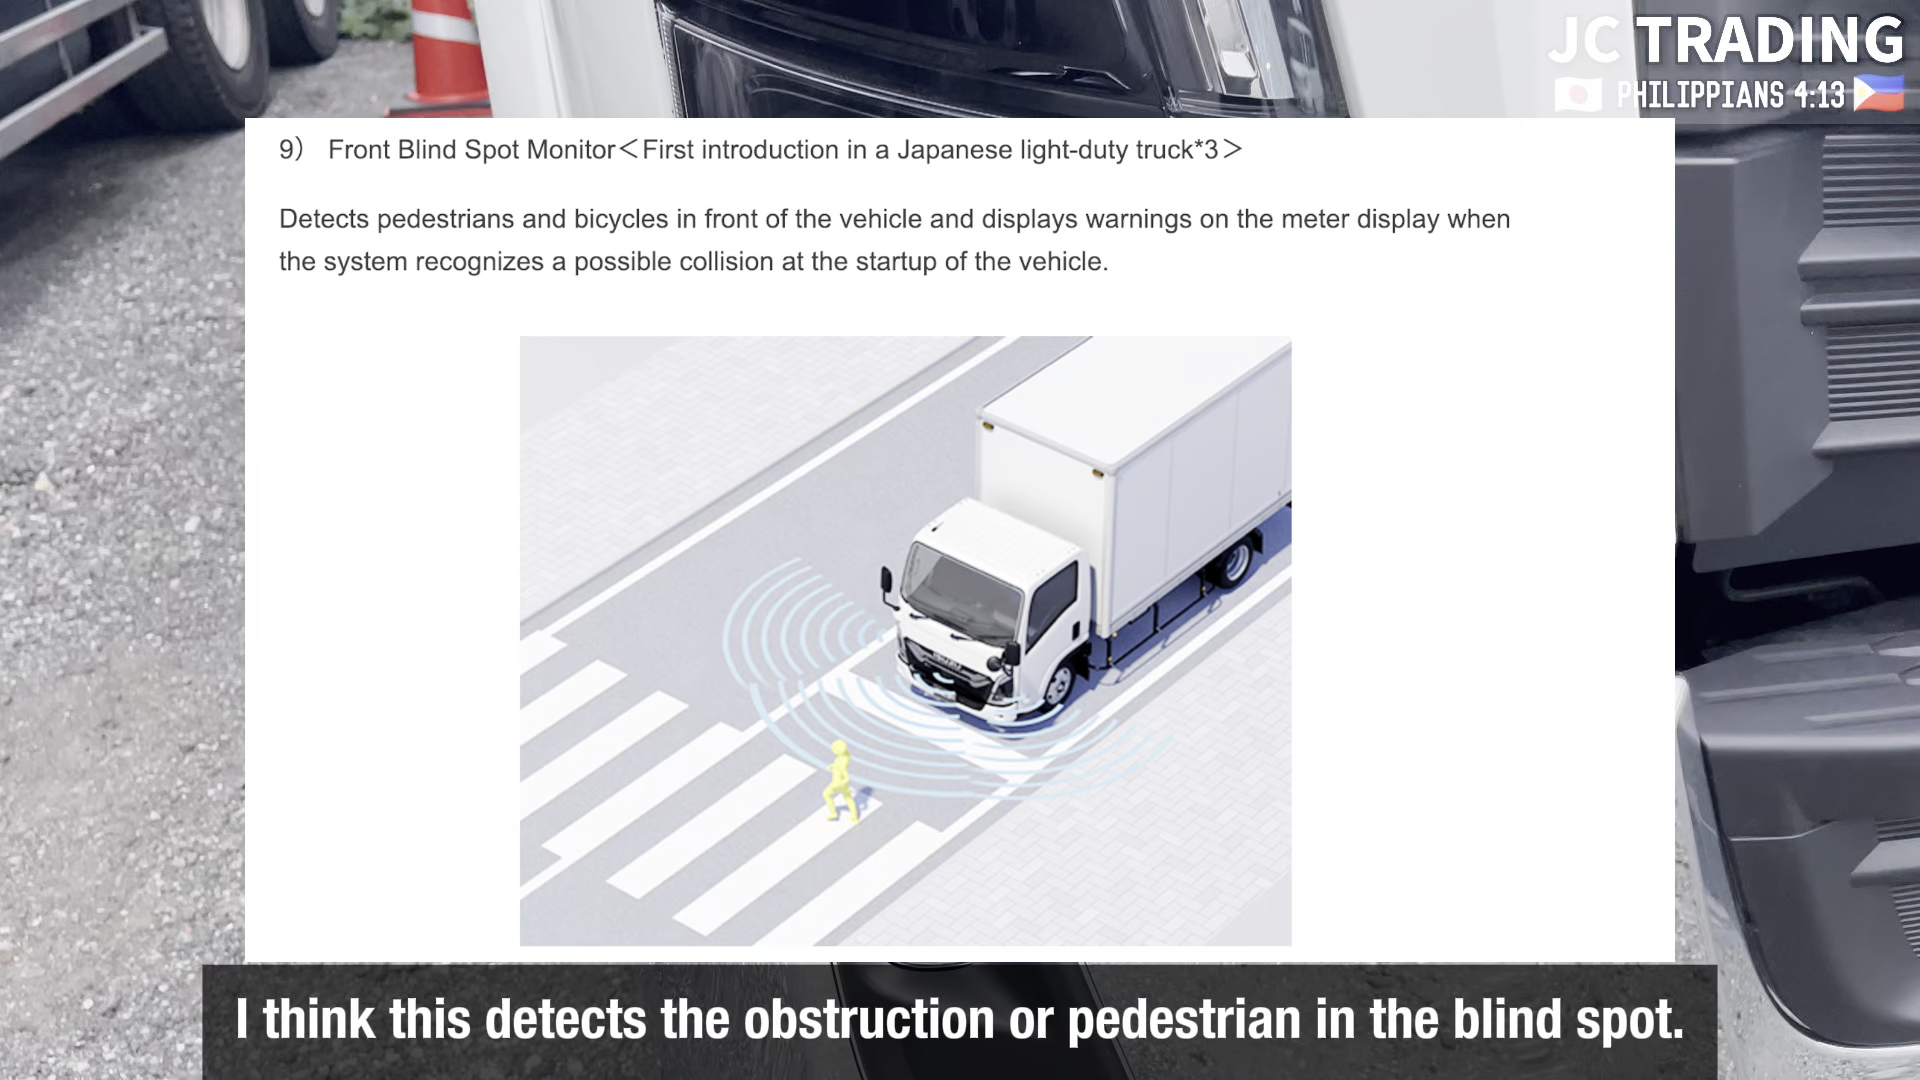 JC TRADING
PHILIPPIANS 4:13
9） Front Blind Spot Monitor＜First introduction in a Japanese light-duty truck*3＞
Detects pedestrians and bicycles in front of the vehicle and displays warnings on the meter display when
the system recognizes a possible collision at the startup of the vehicle.
ISUZU
I think this detects the obstruction or pedestrian in the blind spot.